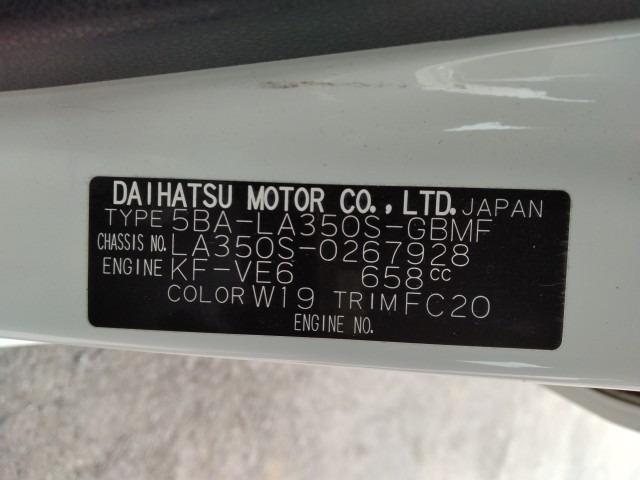 DAIHATSU MOTOR CO., LTD. JAPAN
TYPE 5BA-LA350S-GBMF
CHASSIS NO. LA350S-0267928
ENGINE KF-VE6 658cc
COLOR W19 TRIM FC20
ENGINE NO.